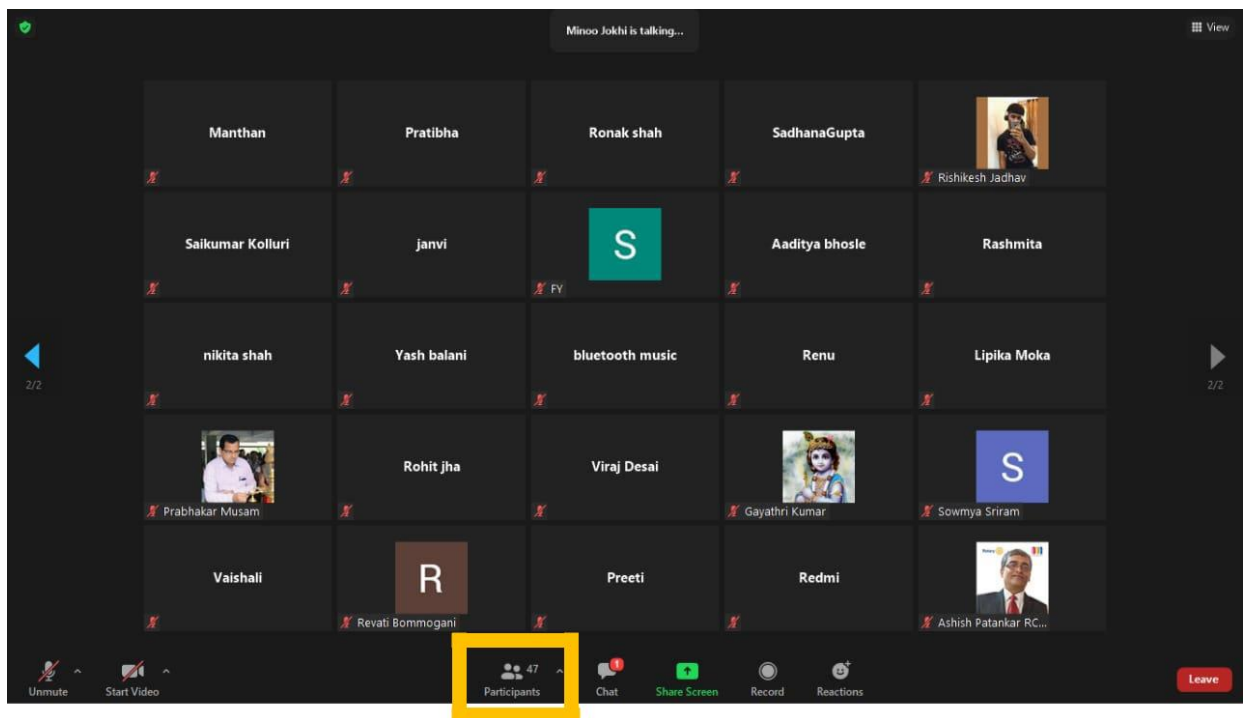 Minoo Jokhi is talking...
View
Manthan
Pratibha
Ronak shah
SadhanaGupta
Rishikesh Jadhav
Saikumar Kolluri
janvi
S
FY
Aaditya bhosle
Rashmita
nikita shah
Yash balani
bluetooth music
Renu
Lipika Moka
2/2
2/2
Prabhakar Musam
Rohit jha
Viraj Desai
Gayathri Kumar
S
Sowmya Sriram
Vaishali
R
Revati Bommogani
Preeti
Redmi
Rotary
Ashish Patankar RC...
Unmute
Start Video
47
Participants
1
Chat
Share Screen
Record
Reactions
Leave